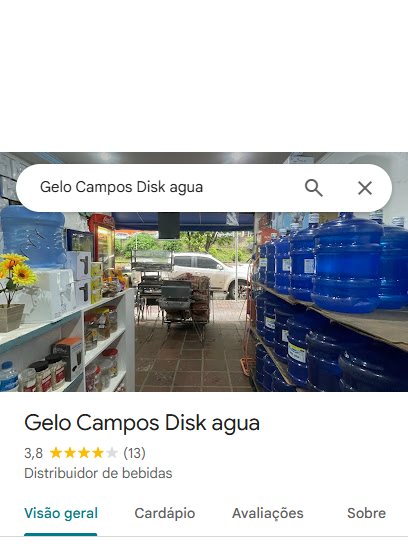 Gelo Campos Disk agua
Gelo Campos Disk agua
3,8 (13)
Distribuidor de bebidas
Visão geral Cardápio Avaliações Sobre